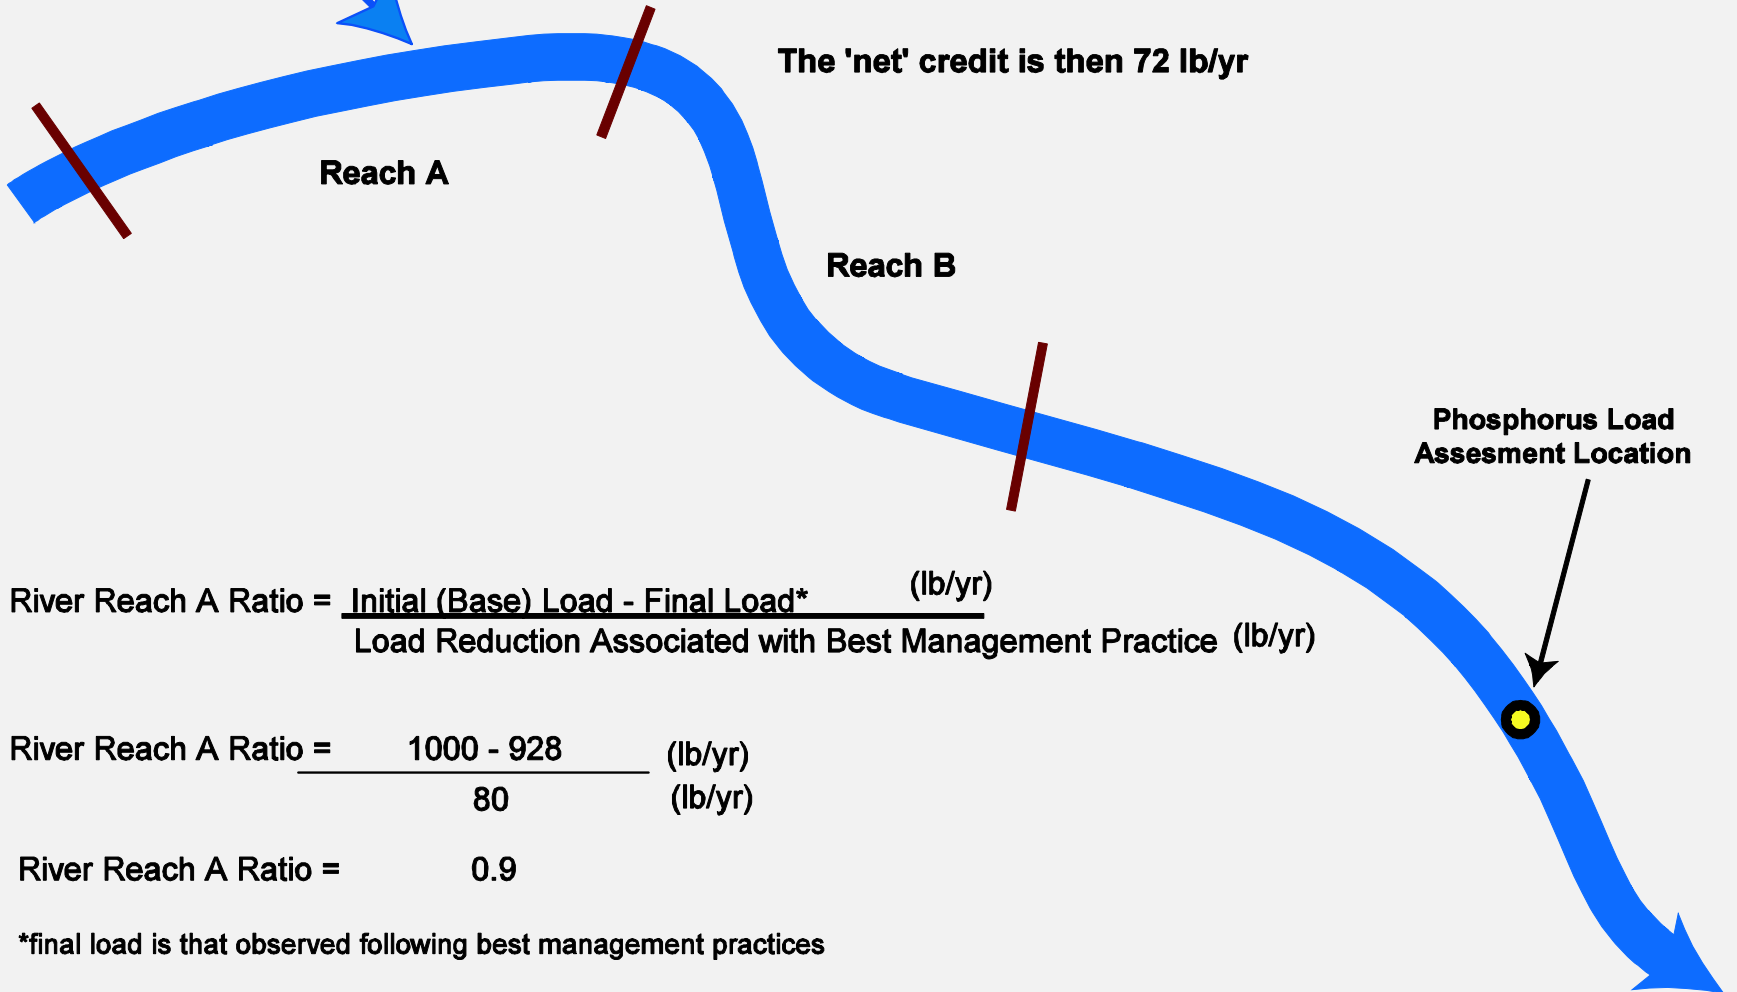 The 'net' credit is then 72 lb/yr
Reach A
Reach B
Phosphorus Load
Assesment Location
River Reach A Ratio = Initial (Base) Load - Final Load* (lb/yr)
Load Reduction Associated with Best Management Practice (lb/yr)
River Reach A Ratio = 1000 - 928 (lb/yr)
80 (lb/yr)
River Reach A Ratio = 0.9
*final load is that observed following best management practices